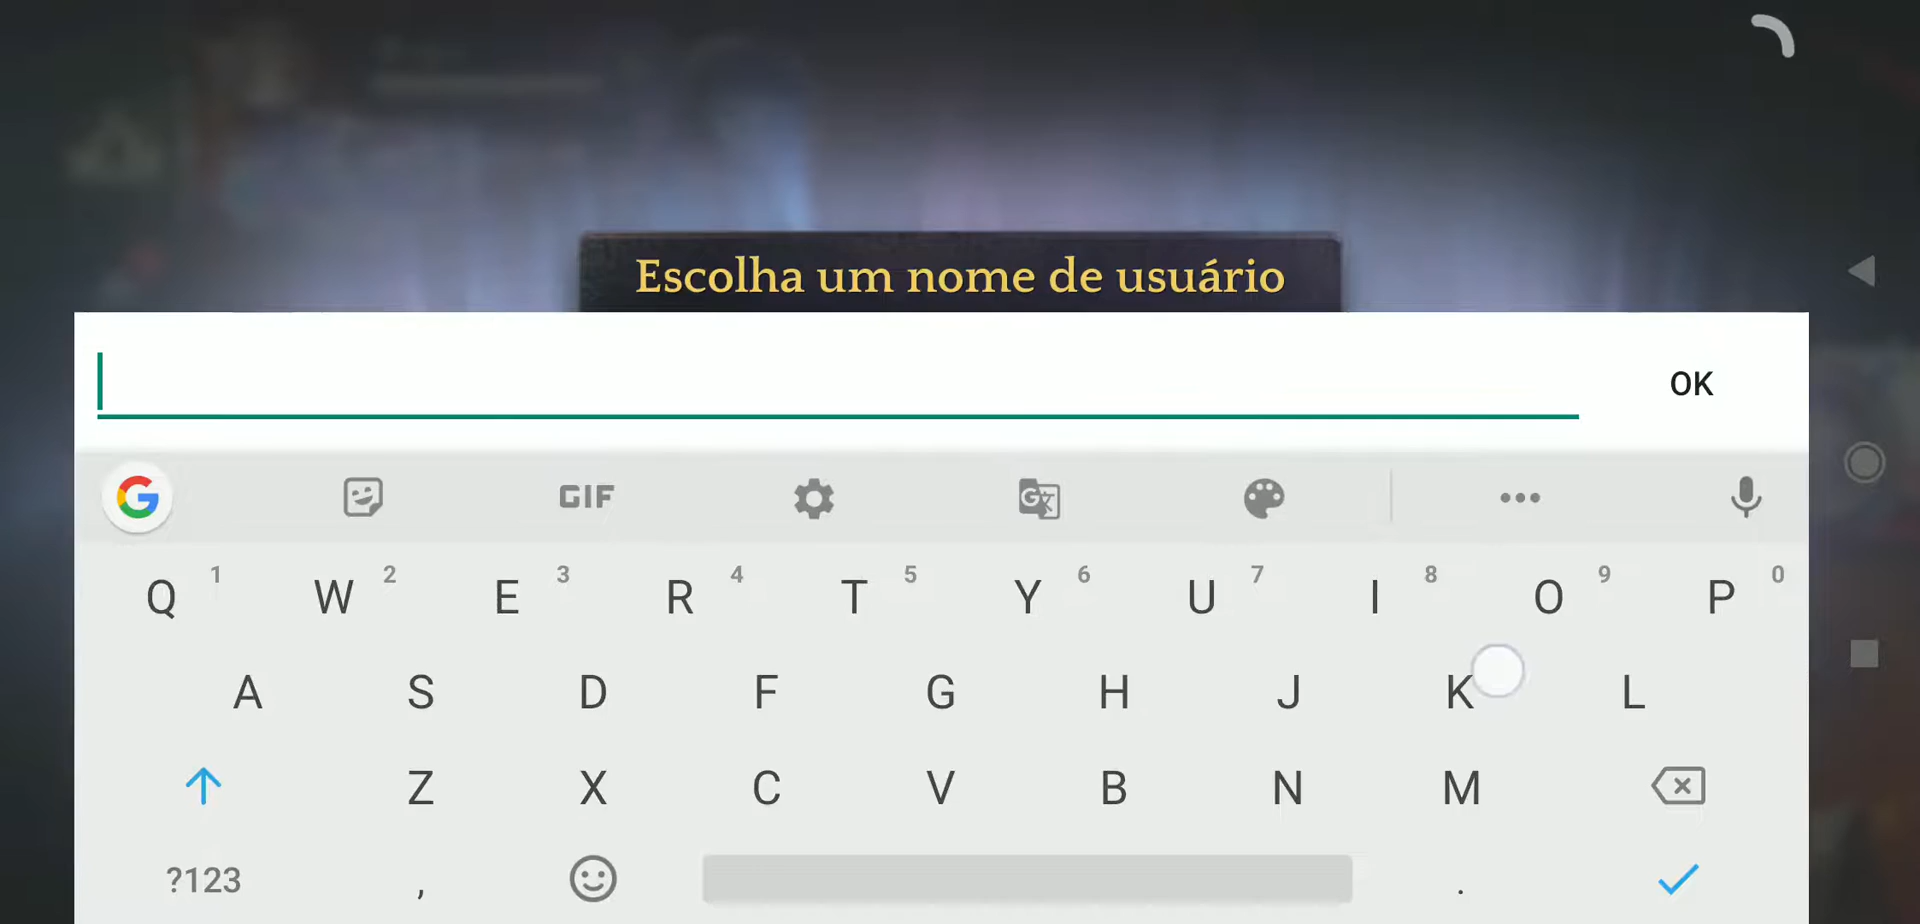 Escolha um nome de usuário
OK
G GIF G
Q 1 W 2 E 3 R 4 T 5 Y 6 U 7 I 8 O 9 P 0
A S D F G H J K L
Z X C V B N M
?123 , .